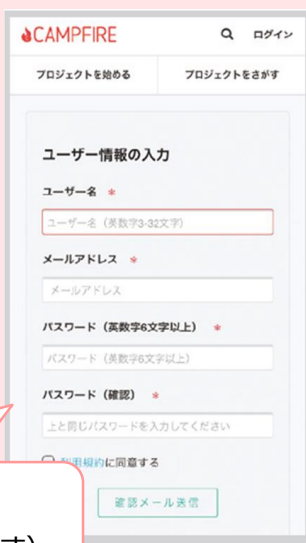 CAMPFIRE
ログイン
プロジェクトを始める
プロジェクトをさがす
ユーザー情報の入力
ユーザー名 *
ユーザー名（英数字3-32文字）
メールアドレス *
メールアドレス
パスワード（英数字6文字以上） *
パスワード（英数字6文字以上）
パスワード（確認） *
上と同じパスワードを入力してください
利用規約に同意する
確認メール送信
す）